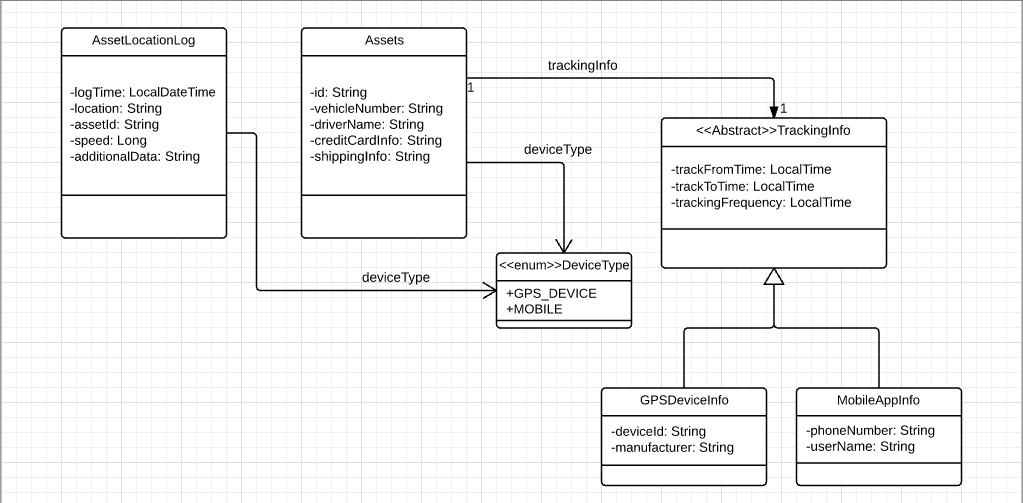 AssetLocationLog
-logTime: LocalDateTime
-location: String
-assetId: String
-speed: Long
-additionalData: String
Assets
-id: String
-vehicleNumber: String
-driverName: String
-creditCardInfo: String
-shippingInfo: String
trackingInfo
1
1
<<Abstract>>TrackingInfo
-trackFromTime: LocalTime
-trackToTime: LocalTime
-trackingFrequency: LocalTime
deviceType
deviceType
<<enum>>DeviceType
+GPS_DEVICE
+MOBILE
GPSDeviceInfo
-deviceId: String
-manufacturer: String
MobileAppInfo
-phoneNumber: String
-userName: String